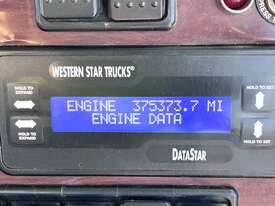 WESTERN STAR TRUCKS®
HOLD TO EXPAND
HOLD TO SET
ENGINE 375373.7 MI
ENGINE DATA
HOLD TO EXPAND
HOLD TO EXIT
DATASTAR